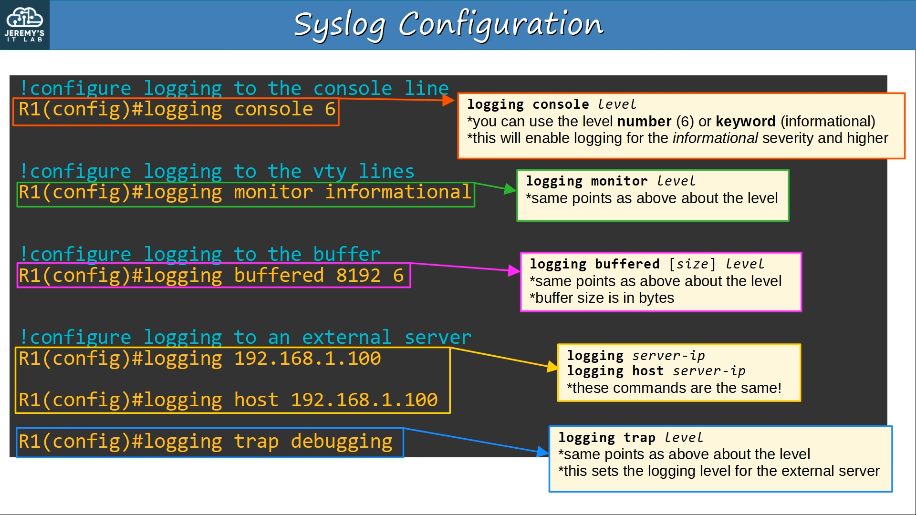 JEREMY'S
IT LAB
Syslog Configuration
!configure logging to the console line
R1(config)#logging console 6
logging console level
*you can use the level number (6) or keyword (informational)
*this will enable logging for the informational severity and higher
!configure logging to the vty lines
R1(config)#logging monitor informational
logging monitor level
*same points as above about the level
!configure logging to the buffer
R1(config)#logging buffered 8192 6
logging buffered [size] level
*same points as above about the level
*buffer size is in bytes
!configure logging to an external server
R1(config)#logging 192.168.1.100
R1(config)#logging host 192.168.1.100
logging server-ip
logging host server-ip
*these commands are the same!
R1(config)#logging trap debugging
logging trap level
*same points as above about the level
*this sets the logging level for the external server